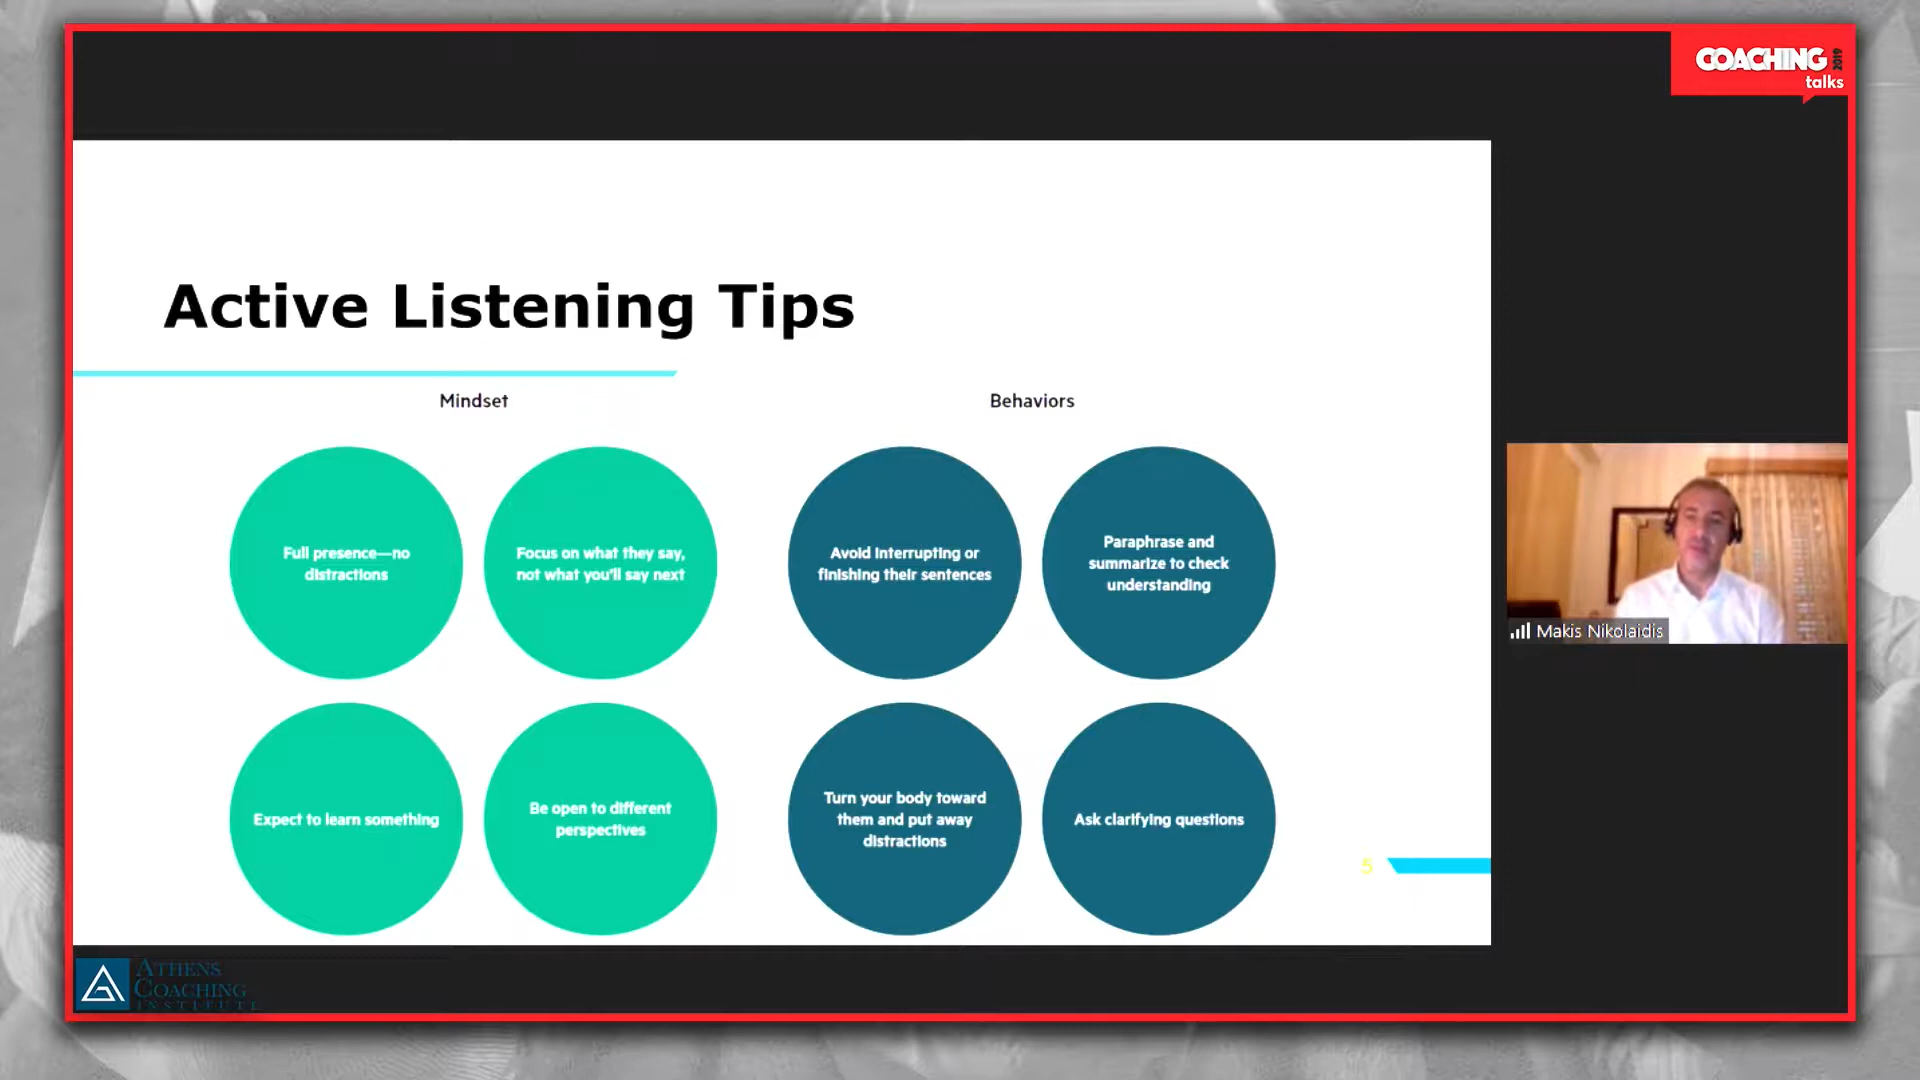 COACHING 2019
talks
Active Listening Tips
Mindset
Behaviors
Full presence—no
distractions
Focus on what they say,
not what you'll say next
Avoid interrupting or
finishing their sentences
Paraphrase and
summarize to check
understanding
Expect to learn something
Be open to different
perspectives
Turn your body toward
them and put away
distractions
Ask clarifying questions
5
Makis Nikolaidis
ATHENS
COACHING
INSTITUTE